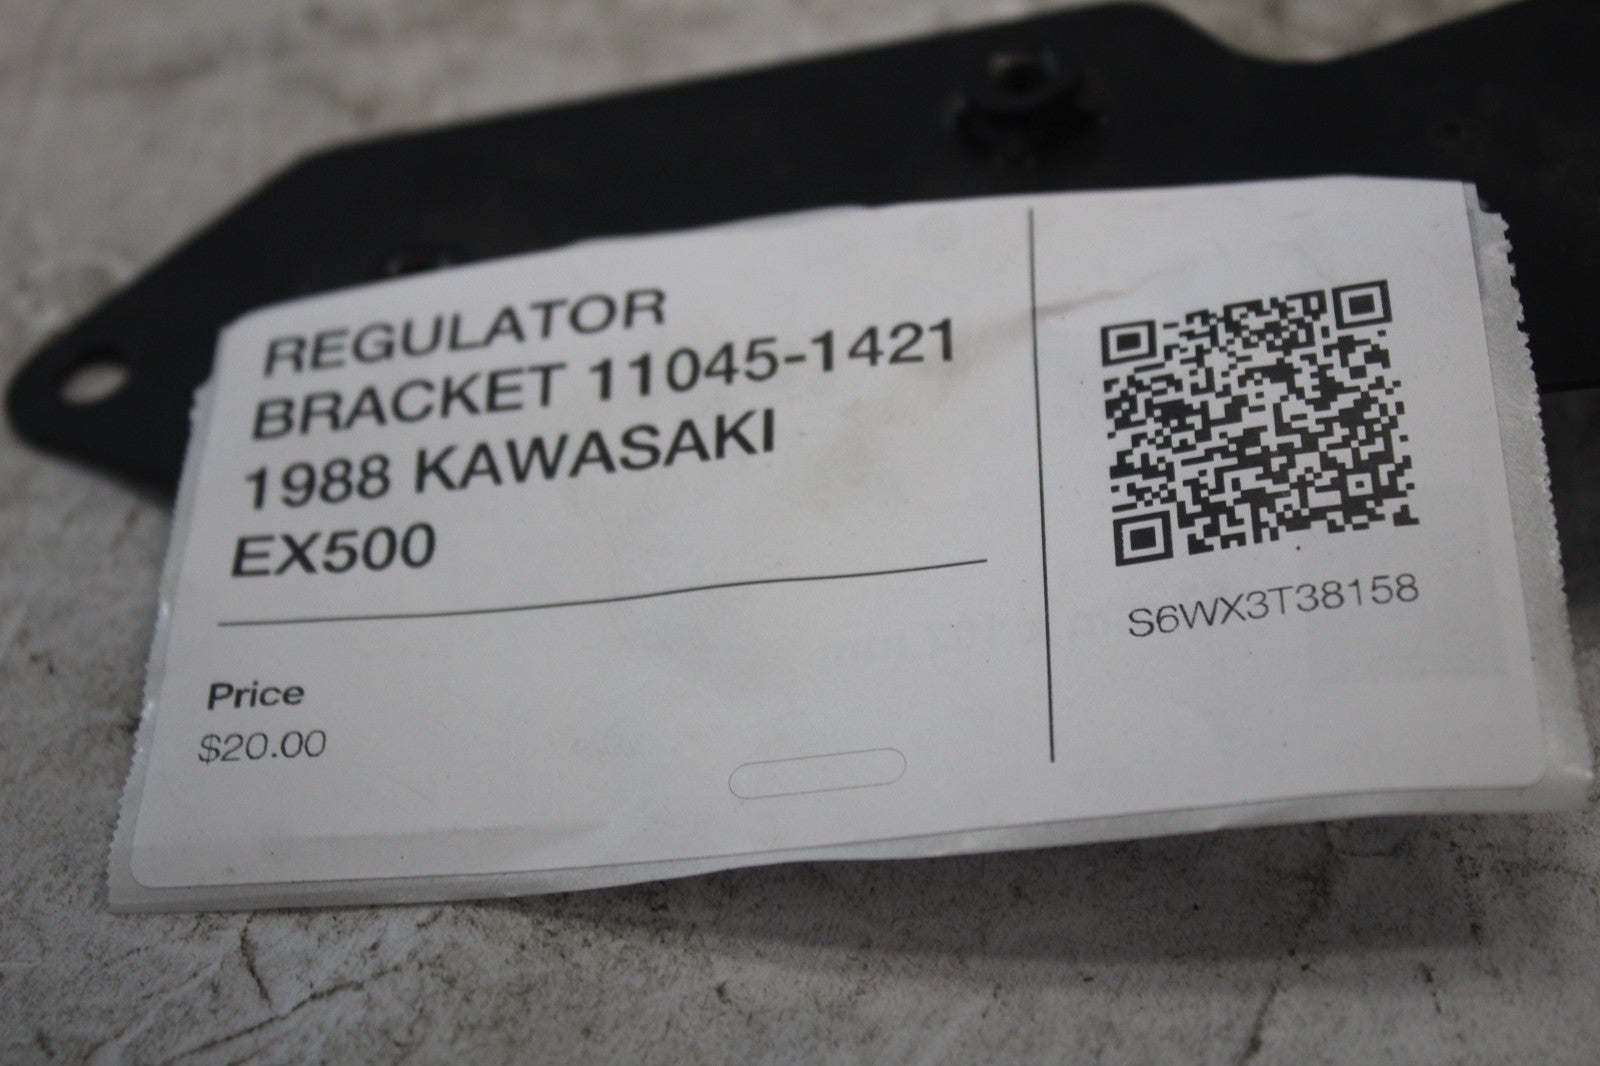 REGULATOR
BRACKET 11045-1421
1988 KAWASAKI
EX500
Price
$20.00
S6WX3T38158